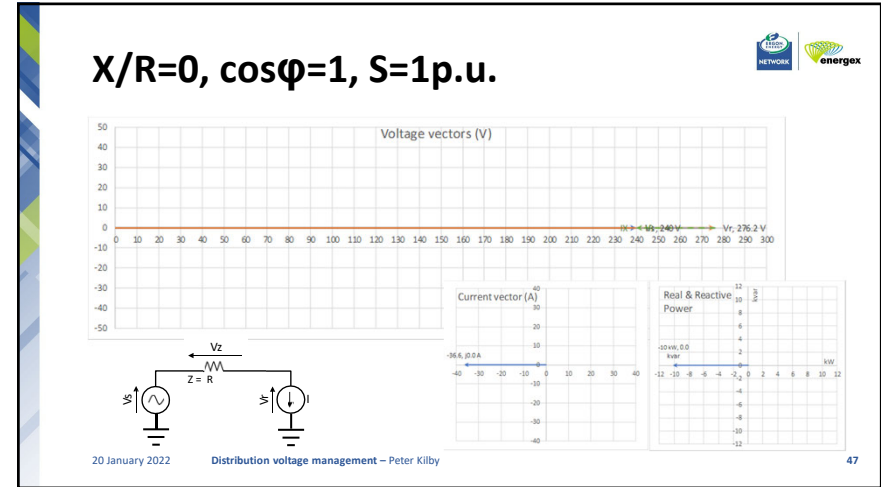 X/R=0, cosφ=1, S=1p.u.
ERGON
ENERGY
NETWORK
energex
Voltage vectors (V)
50
40
30
20
10
0
-10
-20
-30
-40
-50
0 10 20 30 40 50 60 70 80 90 100 110 120 130 140 150 160 170 180 190 200 210 220 230 240 250 260 270 280 290 300
IX
Vs, 240 V
Vr, 276.2 V
Current vector (A)
40
30
20
10
0
-10
-20
-30
-40
-40 -30 -20 -10 0 10 20 30 40
-36.6, j0.0 A
Real & Reactive
Power
kvar
kW
12
10
8
6
4
2
-2
-4
-6
-8
-10
-12
-12 -10 -8 -6 -4 -2 0 2 4 6 8 10 12
-10 kW, 0.0
kvar
Vz
Z = R
Vs
Vr
I
20 January 2022
Distribution voltage management – Peter Kilby
47